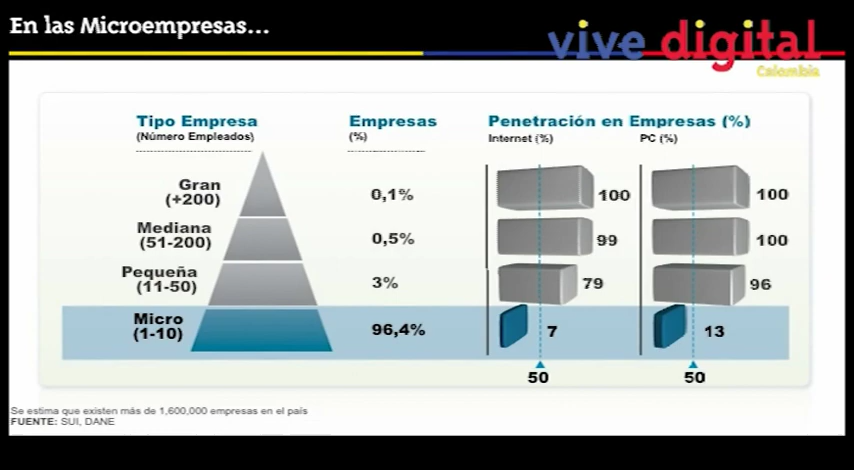 En las Microempresas...
vive digital
Colombia
Tipo Empresa
(Número Empleados)
Empresas
(%)
Penetración en Empresas (%)
Internet (%)
PC (%)
Gran
(+200)
0,1%
100
100
Mediana
(51-200)
0,5%
99
100
Pequeña
(11-50)
3%
79
96
Micro
(1-10)
96,4%
7
13
50
50
Se estima que existen más de 1,600,000 empresas en el país
FUENTE: SUI, DANE